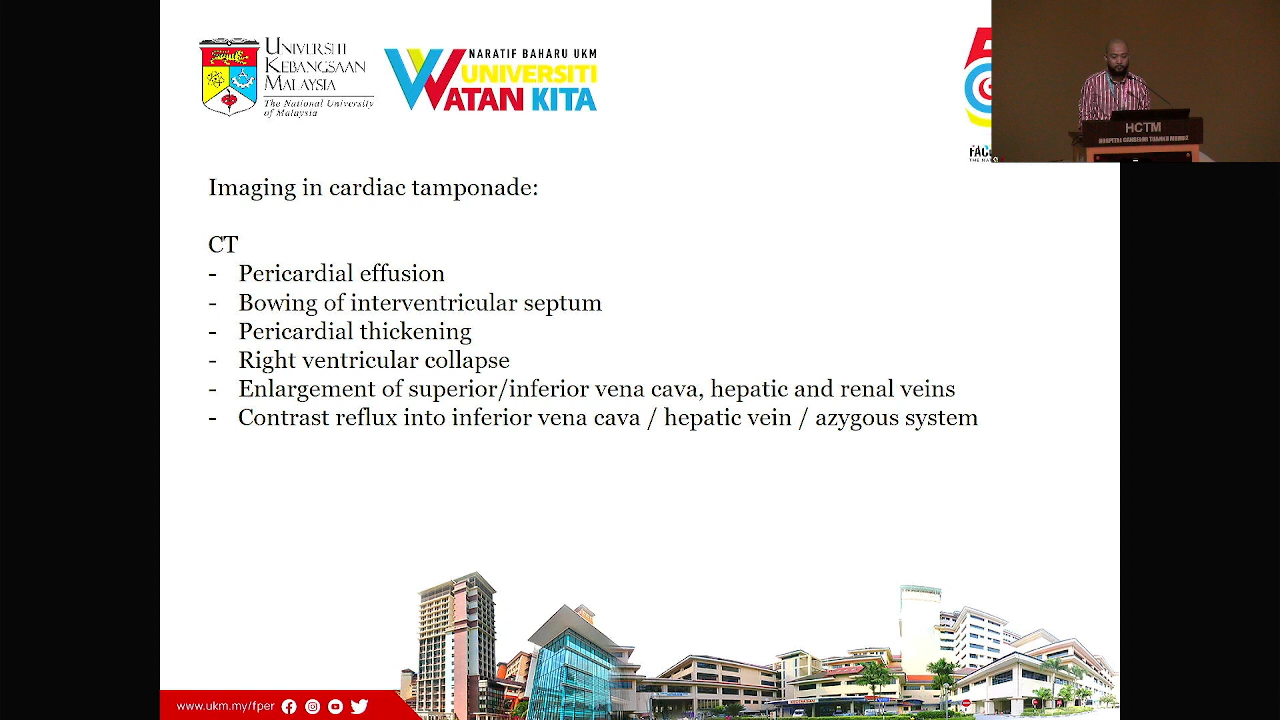 UNIVERSITI
KEBANGSAAN
MALAYSIA
The National University
of Malaysia
NARATIF BAHARU UKM
UNIVERSITI
WATAN KITA
HCTM
Imaging in cardiac tamponade:
CT
- Pericardial effusion
- Bowing of interventricular septum
- Pericardial thickening
- Right ventricular collapse
- Enlargement of superior/inferior vena cava, hepatic and renal veins
- Contrast reflux into inferior vena cava / hepatic vein / azygous system
www.ukm.my/fper